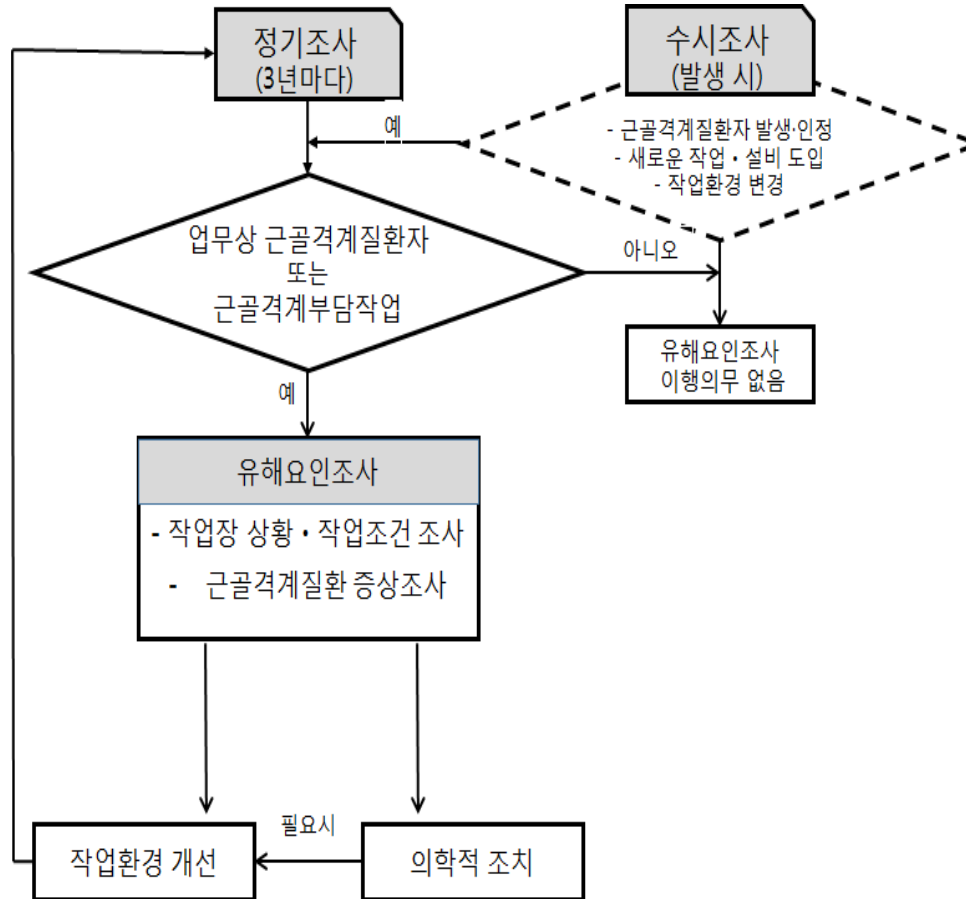 정기조사
(3년마다)
수시조사
(발생 시)
예
- 근골격계질환자 발생·인정
- 새로운 작업・설비 도입
- 작업환경 변경
업무상 근골격계질환자
또는
근골격계부담작업
아니오
유해요인조사
이행의무 없음
예
유해요인조사
- 작업장 상황・작업조건 조사
- 근골격계질환 증상조사
작업환경 개선
필요시
의학적 조치